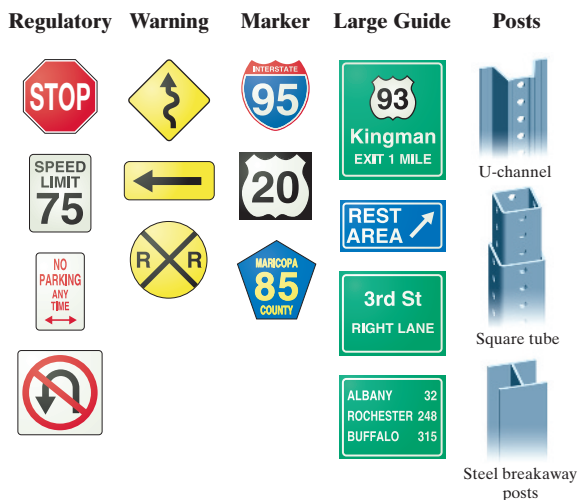 Regulatory Warning Marker Large Guide Posts
STOP
SPEED
LIMIT
75
NO
PARKING
ANY
TIME
R R
INTERSTATE
95
20
MARICOPA
85
COUNTY
93
Kingman
EXIT 1 MILE
REST
AREA
3rd St
RIGHT LANE
ALBANY 32
ROCHESTER 248
BUFFALO 315
U-channel
Square tube
Steel breakaway
posts